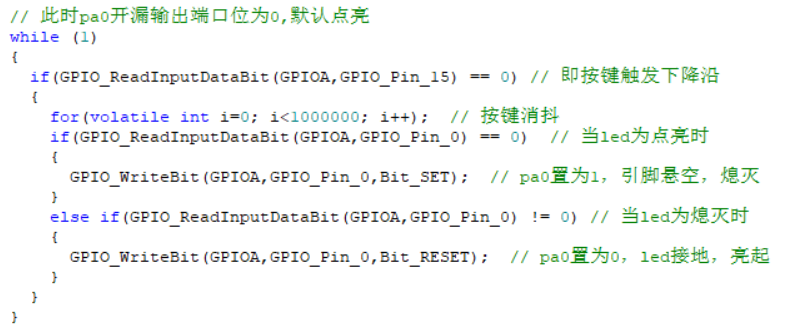 // 此时pa0开漏输出端口位为0,默认点亮
while (1)
{
  if(GPIO_ReadInputDataBit(GPIOA,GPIO_Pin_15) == 0) // 即按键触发下降沿
  {
    for(volatile int i=0; i<1000000; i++);  // 按键消抖
    if(GPIO_ReadInputDataBit(GPIOA,GPIO_Pin_0) == 0)  // 当led为点亮时
    {
      GPIO_WriteBit(GPIOA,GPIO_Pin_0,Bit_SET);  // pa0置为1，引脚悬空，熄灭
    }
    else if(GPIO_ReadInputDataBit(GPIOA,GPIO_Pin_0) != 0) // 当led为熄灭时
    {
      GPIO_WriteBit(GPIOA,GPIO_Pin_0,Bit_RESET);  // pa0置为0，led接地，亮起
    }
  }
}